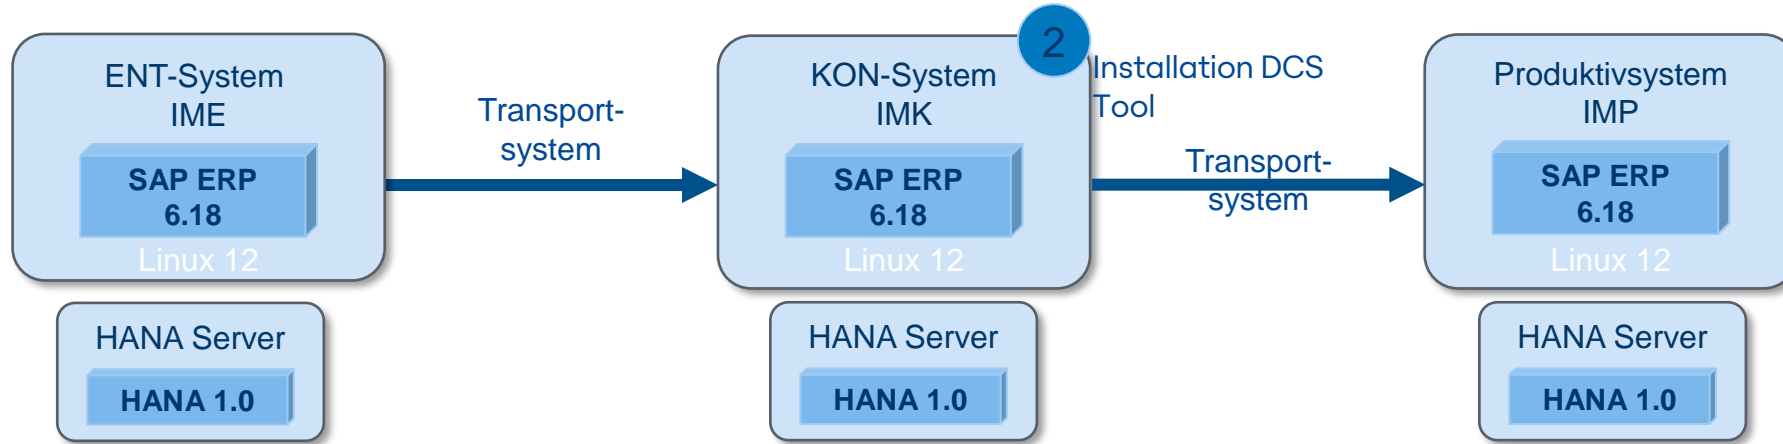 ENT-System
IME
SAP ERP
6.18
Linux 12
HANA Server
HANA 1.0
Transport-
system
2
KON-System
IMK
SAP ERP
6.18
Linux 12
HANA Server
HANA 1.0
Installation DCS
Tool
Transport-
system
Produktivsystem
IMP
SAP ERP
6.18
Linux 12
HANA Server
HANA 1.0